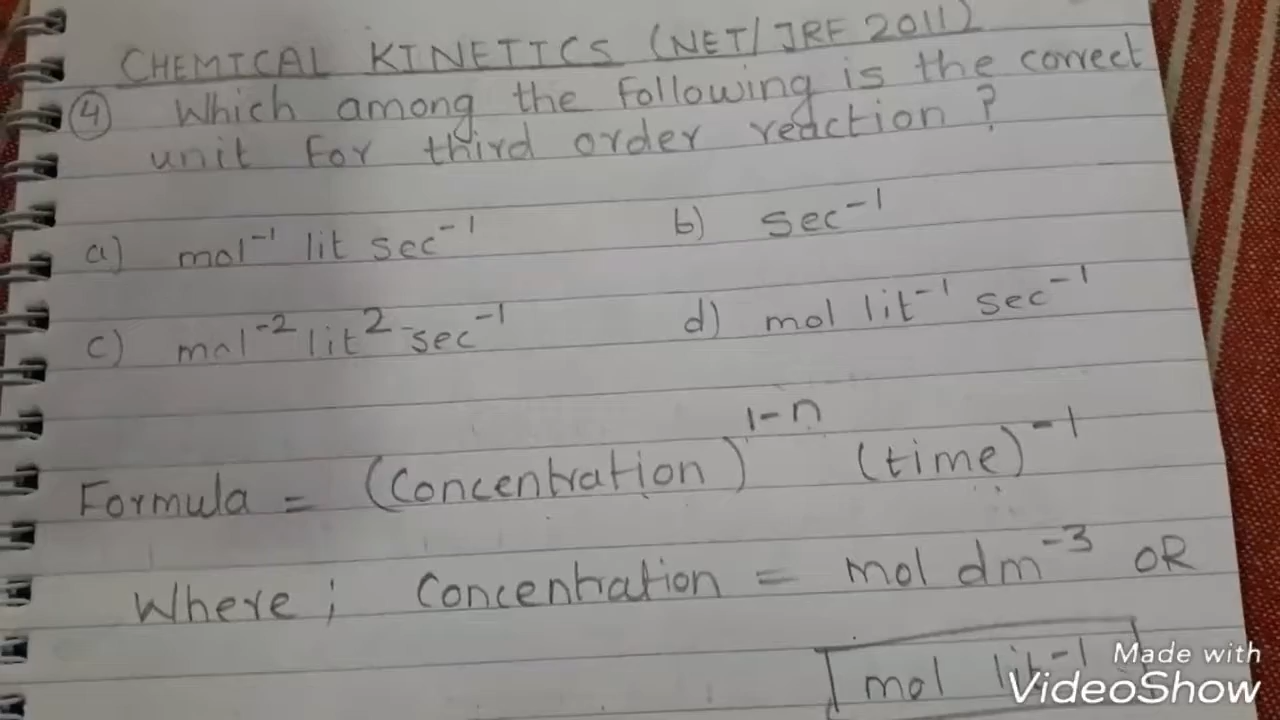 CHEMICAL KINETICS (NET/JRF 2011)
④ Which among the following is the correct
unit for third order reaction ?
a) mol⁻¹ lit sec⁻¹ b) sec⁻¹
c) mol⁻² lit² sec⁻¹ d) mol lit⁻¹ sec⁻¹
Formula = (Concentration)¹⁻ⁿ (time)⁻¹
Where ; Concentration = mol dm⁻³ OR
mol lit⁻¹
Made with
VideoShow